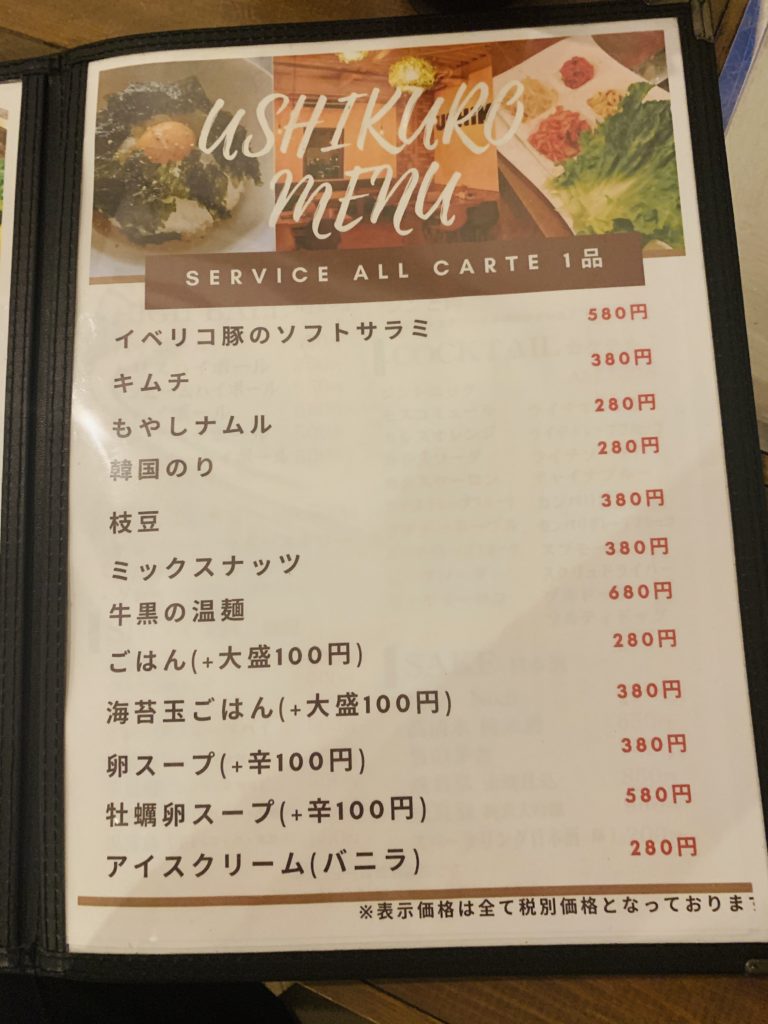 USHIKURO
MENU
SERVICE ALL CARTE 1品
イベリコ豚のソフトサラミ 580円
キムチ 380円
もやしナムル 280円
韓国のり 280円
枝豆 380円
ミックスナッツ 380円
牛黒の温麺 680円
ごはん(+大盛100円) 280円
海苔玉ごはん(+大盛100円) 380円
卵スープ(+辛100円) 380円
牡蠣卵スープ(+辛100円) 580円
アイスクリーム(バニラ) 280円
※表示価格は全て税別価格となっております